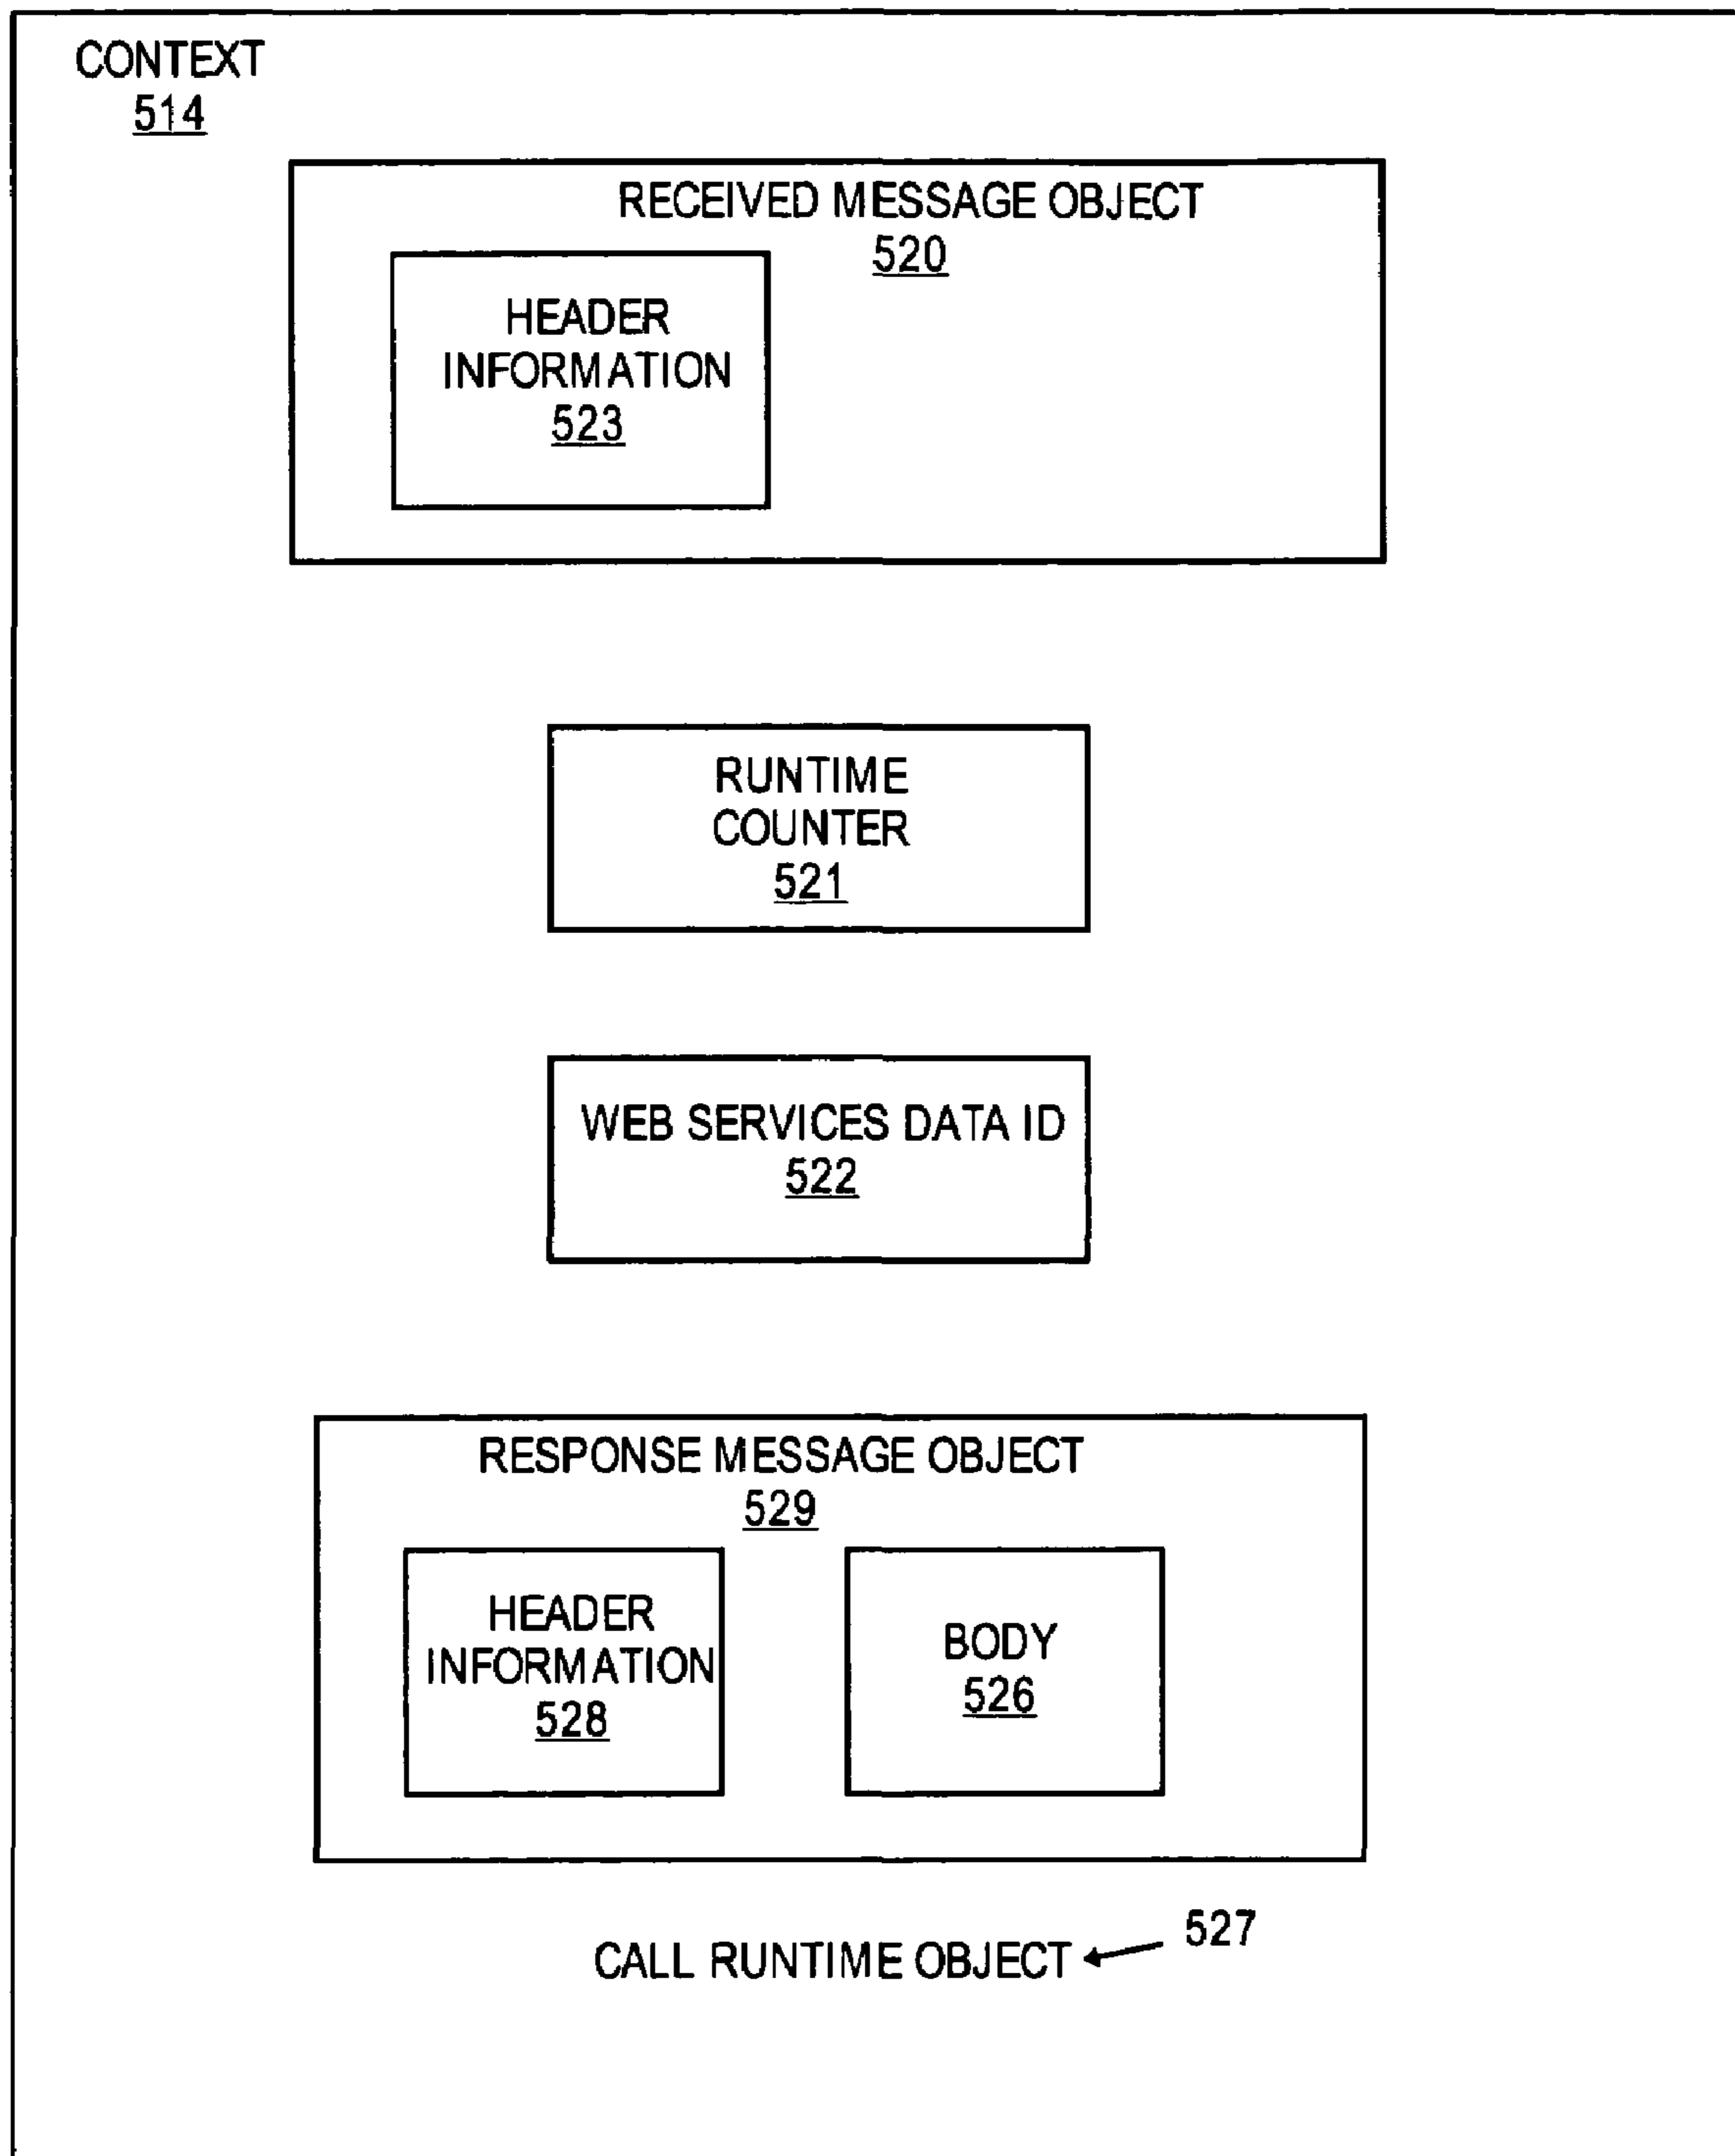 CONTEXT
514
RECEIVED MESSAGE OBJECT
520
HEADER
INFORMATION
523
RUNTIME
COUNTER
521
WEB SERVICES DATA ID
522
RESPONSE MESSAGE OBJECT
529
HEADER
INFORMATION
528
BODY
526
527
CALL RUNTIME OBJECT